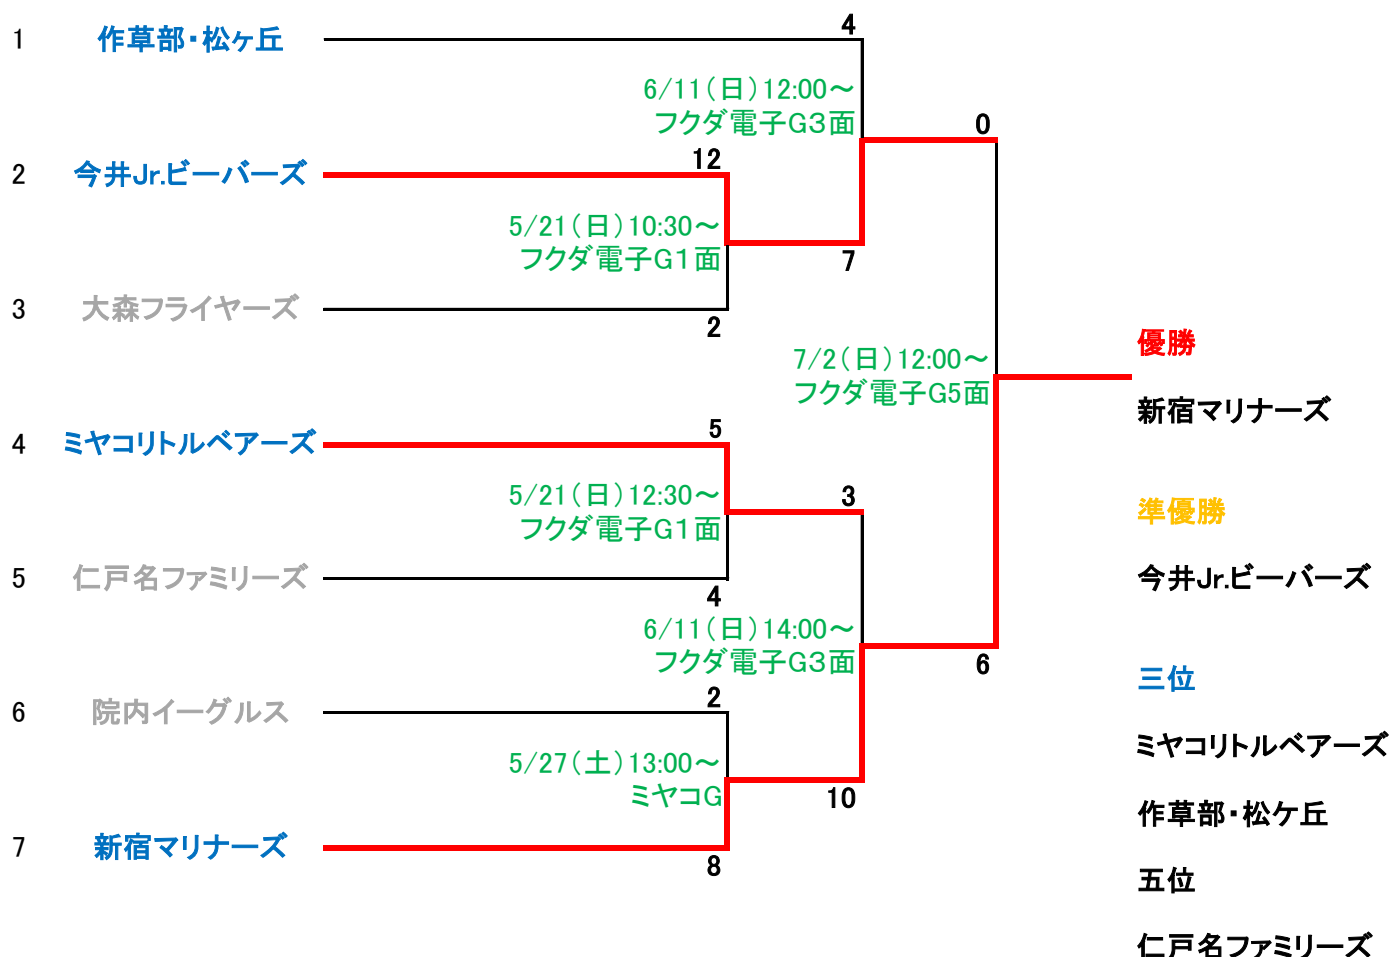 1 作草部・松ヶ丘
4
6/11(日)12:00～
フクダ電子G3面
0
12
2 今井Jr.ビーバーズ
5/21(日)10:30～
フクダ電子G1面
7
3 大森フライヤーズ
2
優勝
7/2(日)12:00～
フクダ電子G5面
新宿マリナーズ
5
4 ミヤコリトルベアーズ
5/21(日)12:30～
フクダ電子G1面
3
準優勝
今井Jr.ビーバーズ
5 仁戸名ファミリーズ
4
6/11(日)14:00～
フクダ電子G3面
6
三位
2
6 院内イーグルス
ミヤコリトルベアーズ
5/27(土)13:00～
ミヤコG
10
作草部・松ケ丘
7 新宿マリナーズ
8
五位
仁戸名ファミリーズ